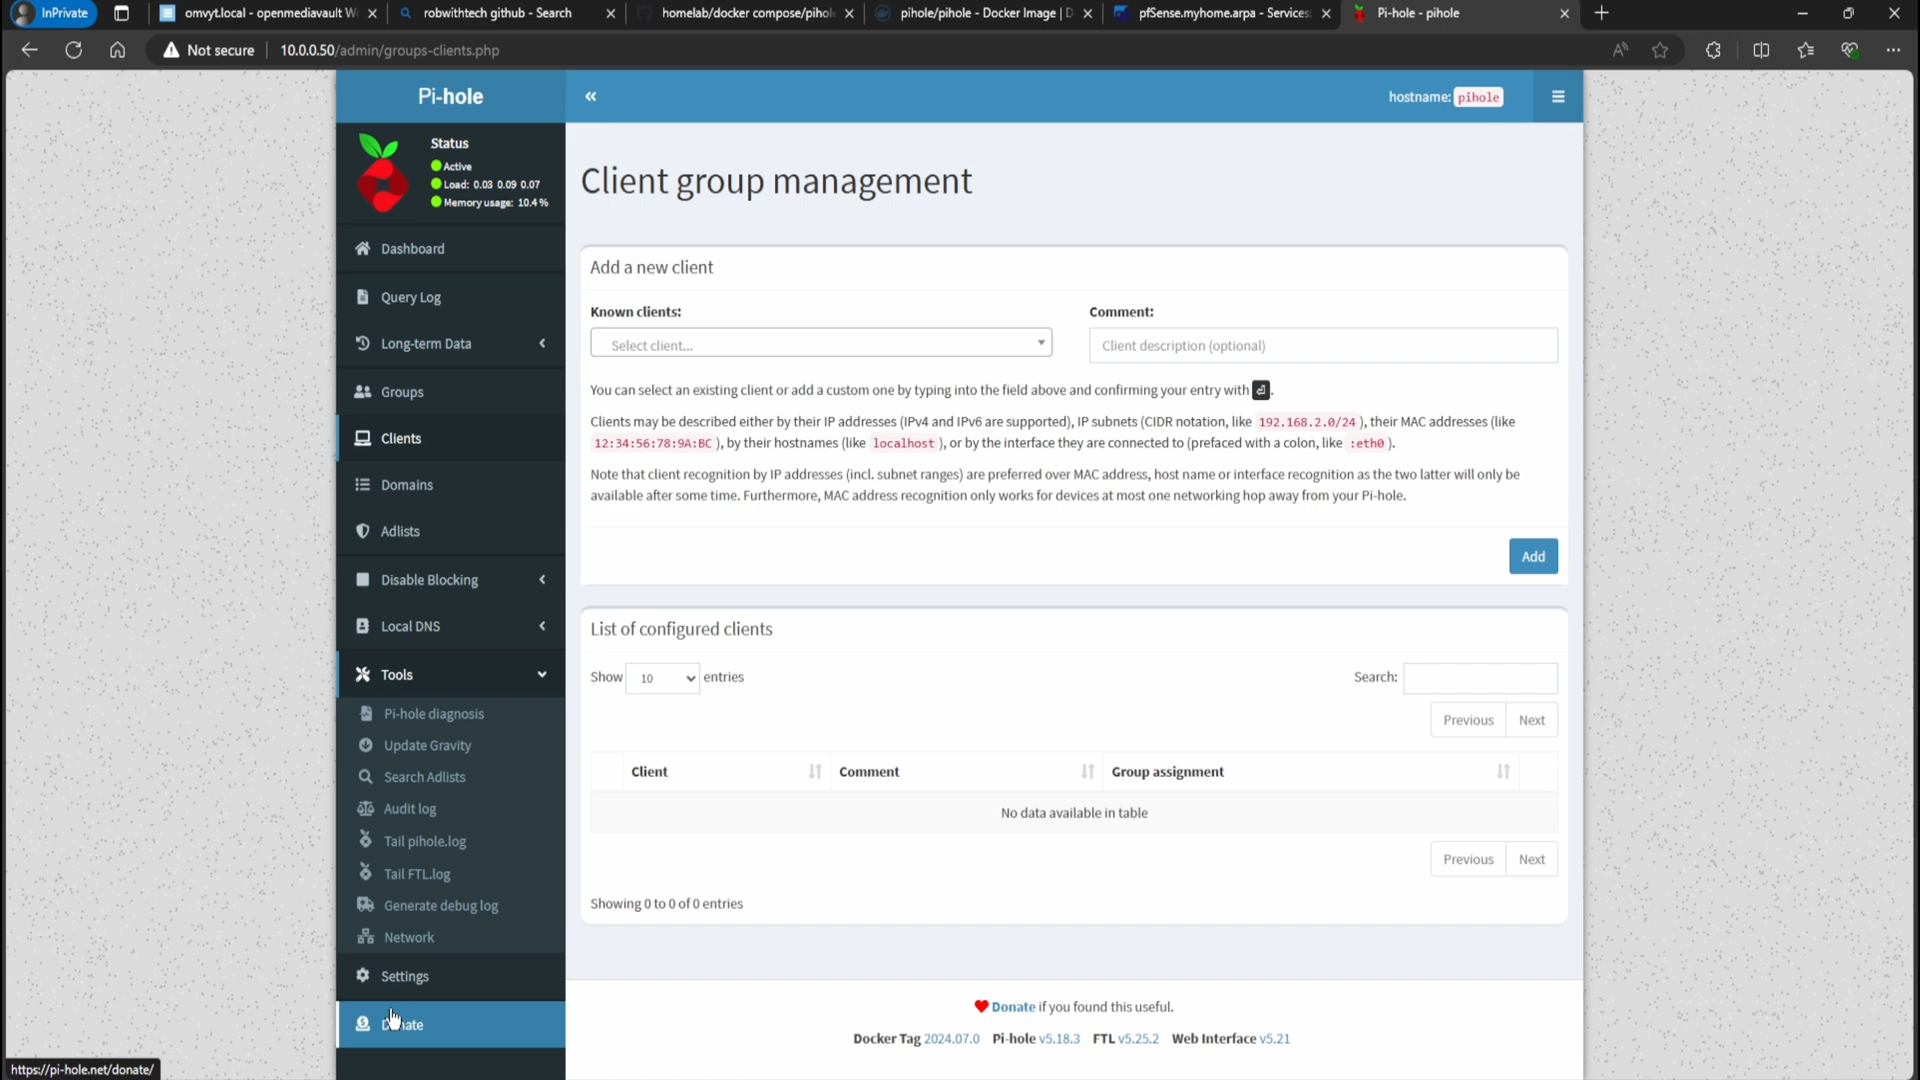 InPrivate
omvyt.local - openmediavault W
robwithtech github - Search
homelab/docker compose/pihole
pihole/pihole - Docker Image | D
pfSense.myhome.arpa - Services:
Pi-hole - pihole
Not secure
10.0.0.50/admin/groups-clients.php
Pi-hole
hostname: pihole
Status
Active
Load: 0.03 0.09 0.07
Memory usage: 10.4 %
Dashboard
Query Log
Long-term Data
Groups
Clients
Domains
Adlists
Disable Blocking
Local DNS
Tools
Pi-hole diagnosis
Update Gravity
Search Adlists
Audit log
Tail pihole.log
Tail FTL.log
Generate debug log
Network
Settings
Donate
Client group management
Add a new client
Known clients:
Comment:
Select client...
Client description (optional)
You can select an existing client or add a custom one by typing into the field above and confirming your entry with ⏎.
Clients may be described either by their IP addresses (IPv4 and IPv6 are supported), IP subnets (CIDR notation, like 192.168.2.0/24 ), their MAC addresses (like
12:34:56:78:9A:BC ), by their hostnames (like localhost ), or by the interface they are connected to (prefaced with a colon, like :eth0 ).
Note that client recognition by IP addresses (incl. subnet ranges) are preferred over MAC address, host name or interface recognition as the two latter will only be
available after some time. Furthermore, MAC address recognition only works for devices at most one networking hop away from your Pi-hole.
Add
List of configured clients
Show 10 entries
Search:
Previous Next
Client Comment Group assignment
No data available in table
Previous Next
Showing 0 to 0 of 0 entries
Donate if you found this useful.
Docker Tag 2024.07.0 Pi-hole v5.18.3 FTL v5.25.2 Web Interface v5.21
https://pi-hole.net/donate/